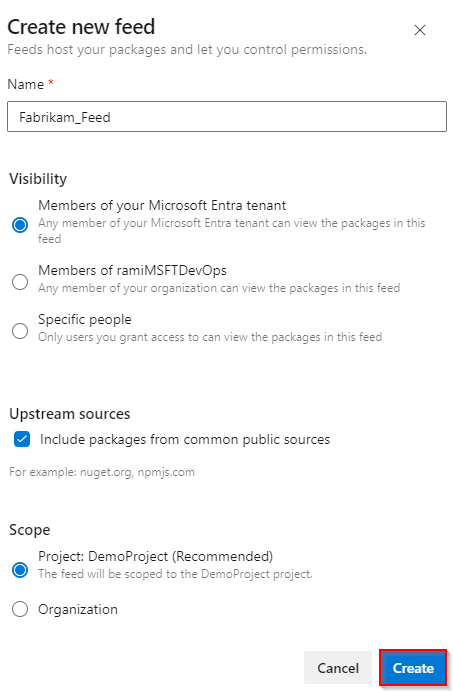 Create new feed
Feeds host your packages and let you control permissions.
Name *
Fabrikam_Feed
Visibility
Members of your Microsoft Entra tenant
Any member of your Microsoft Entra tenant can view the packages in this
feed
Members of ramiMSFTDevOps
Any member of your organization can view the packages in this feed
Specific people
Only users you grant access to can view the packages in this feed
Upstream sources
Include packages from common public sources
For example: nuget.org, npmjs.com
Scope
Project: DemoProject (Recommended)
The feed will be scoped to the DemoProject project.
Organization
Cancel Create